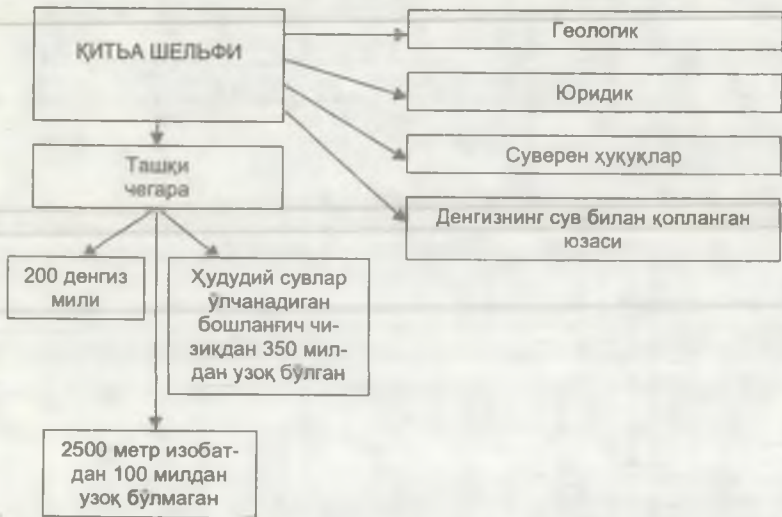 ҚИТЪА ШЕЛЬФИ
Геологик
Юридик
Суверен ҳуқуқлар
Денгизнинг сув билан қопланган
юзаси
Ташқи
чегара
200 денгиз
мили
Ҳудудий сувлар
ўлчанадиган
бошланғич чи-
зиқдан 350 мил-
дан узоқ бўлган
2500 метр изобат-
дан 100 милдан
узоқ бўлмаган